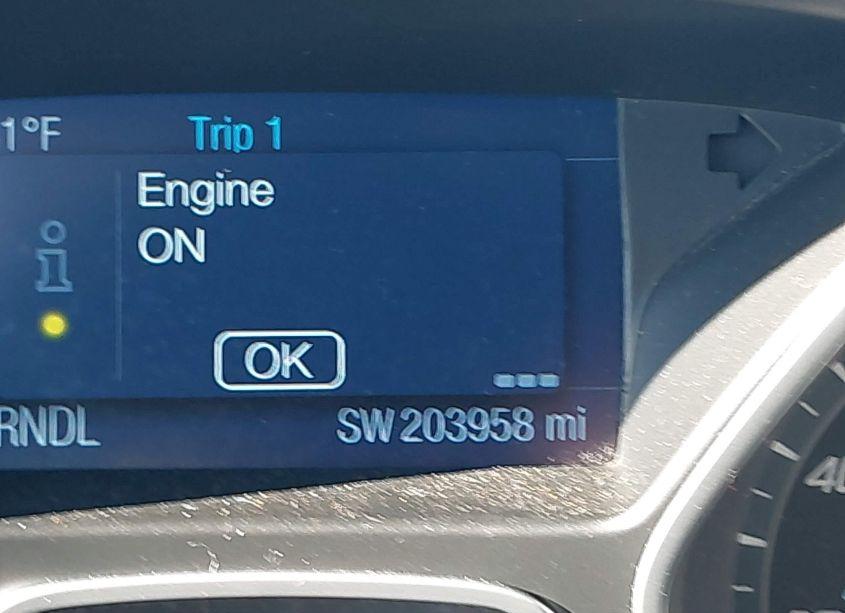 1°F Trip 1
Engine
ON
OK
RNDL SW 203958 mi